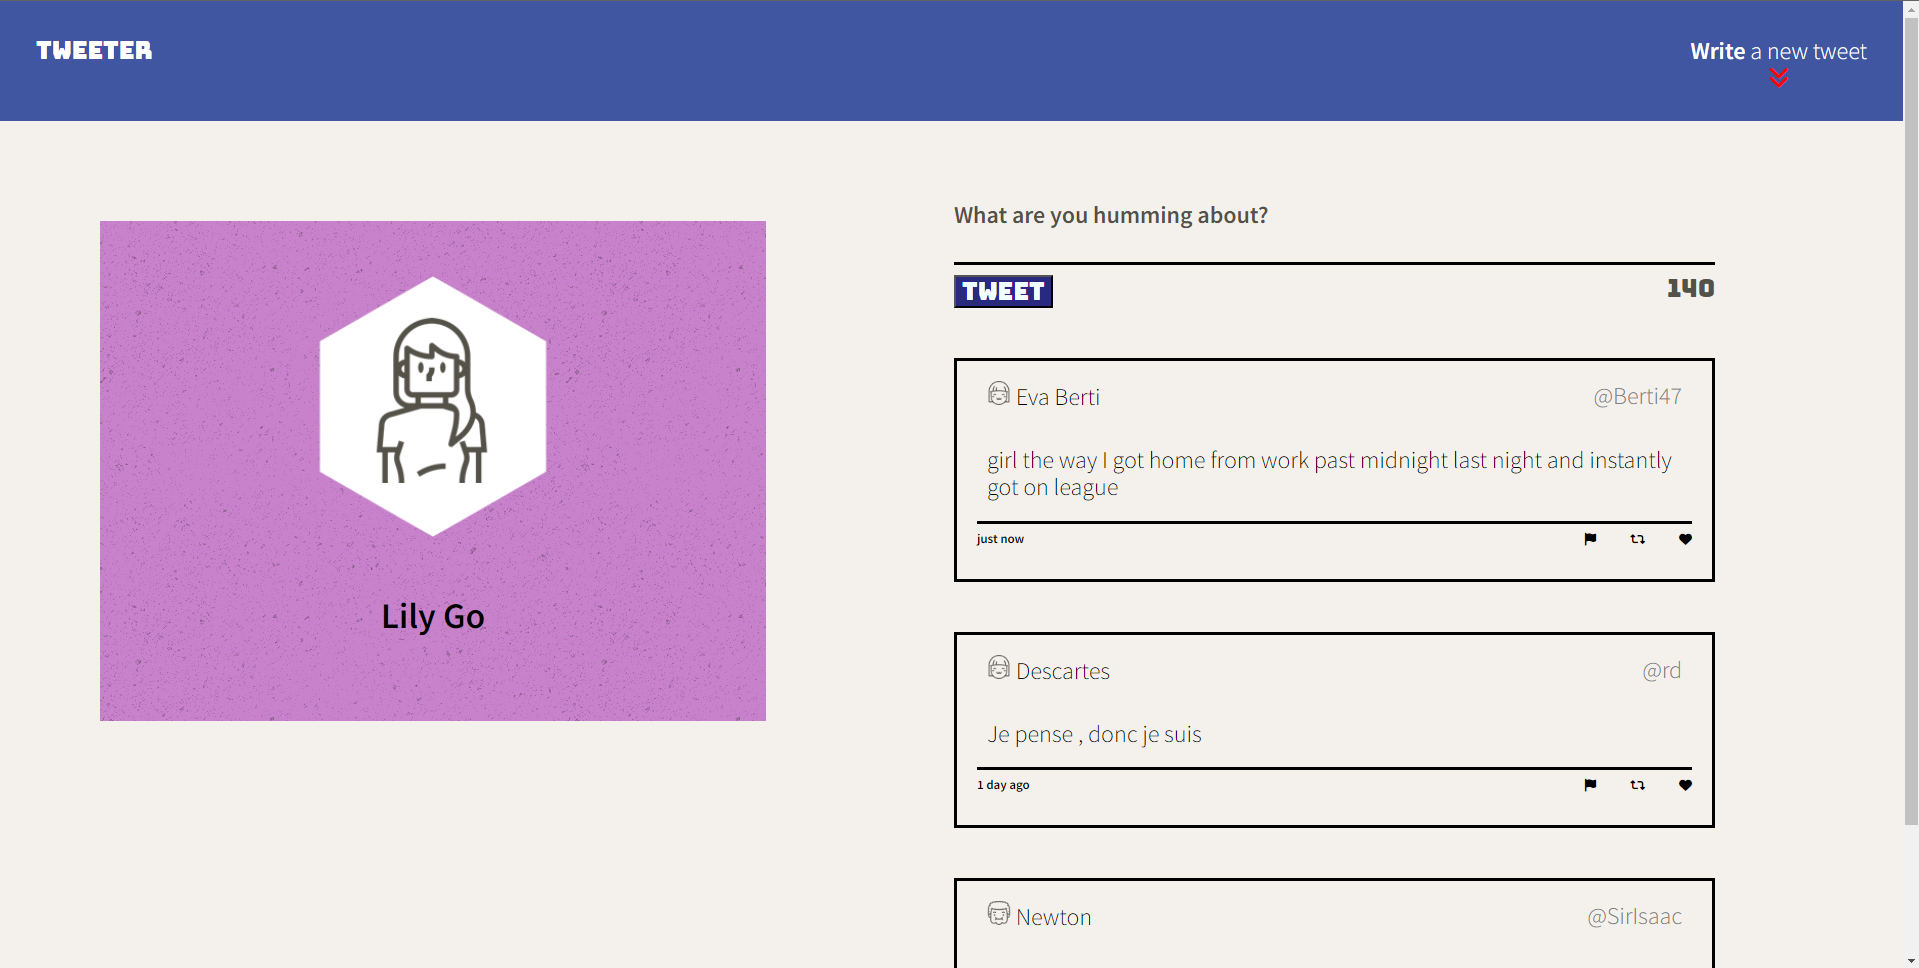 TWEETER
Write a new tweet
Lily Go
What are you humming about?
TWEET
140
Eva Berti
@Berti47
girl the way I got home from work past midnight last night and instantly
got on league
just now
Descartes
@rd
Je pense , donc je suis
1 day ago
Newton
@SirIsaac